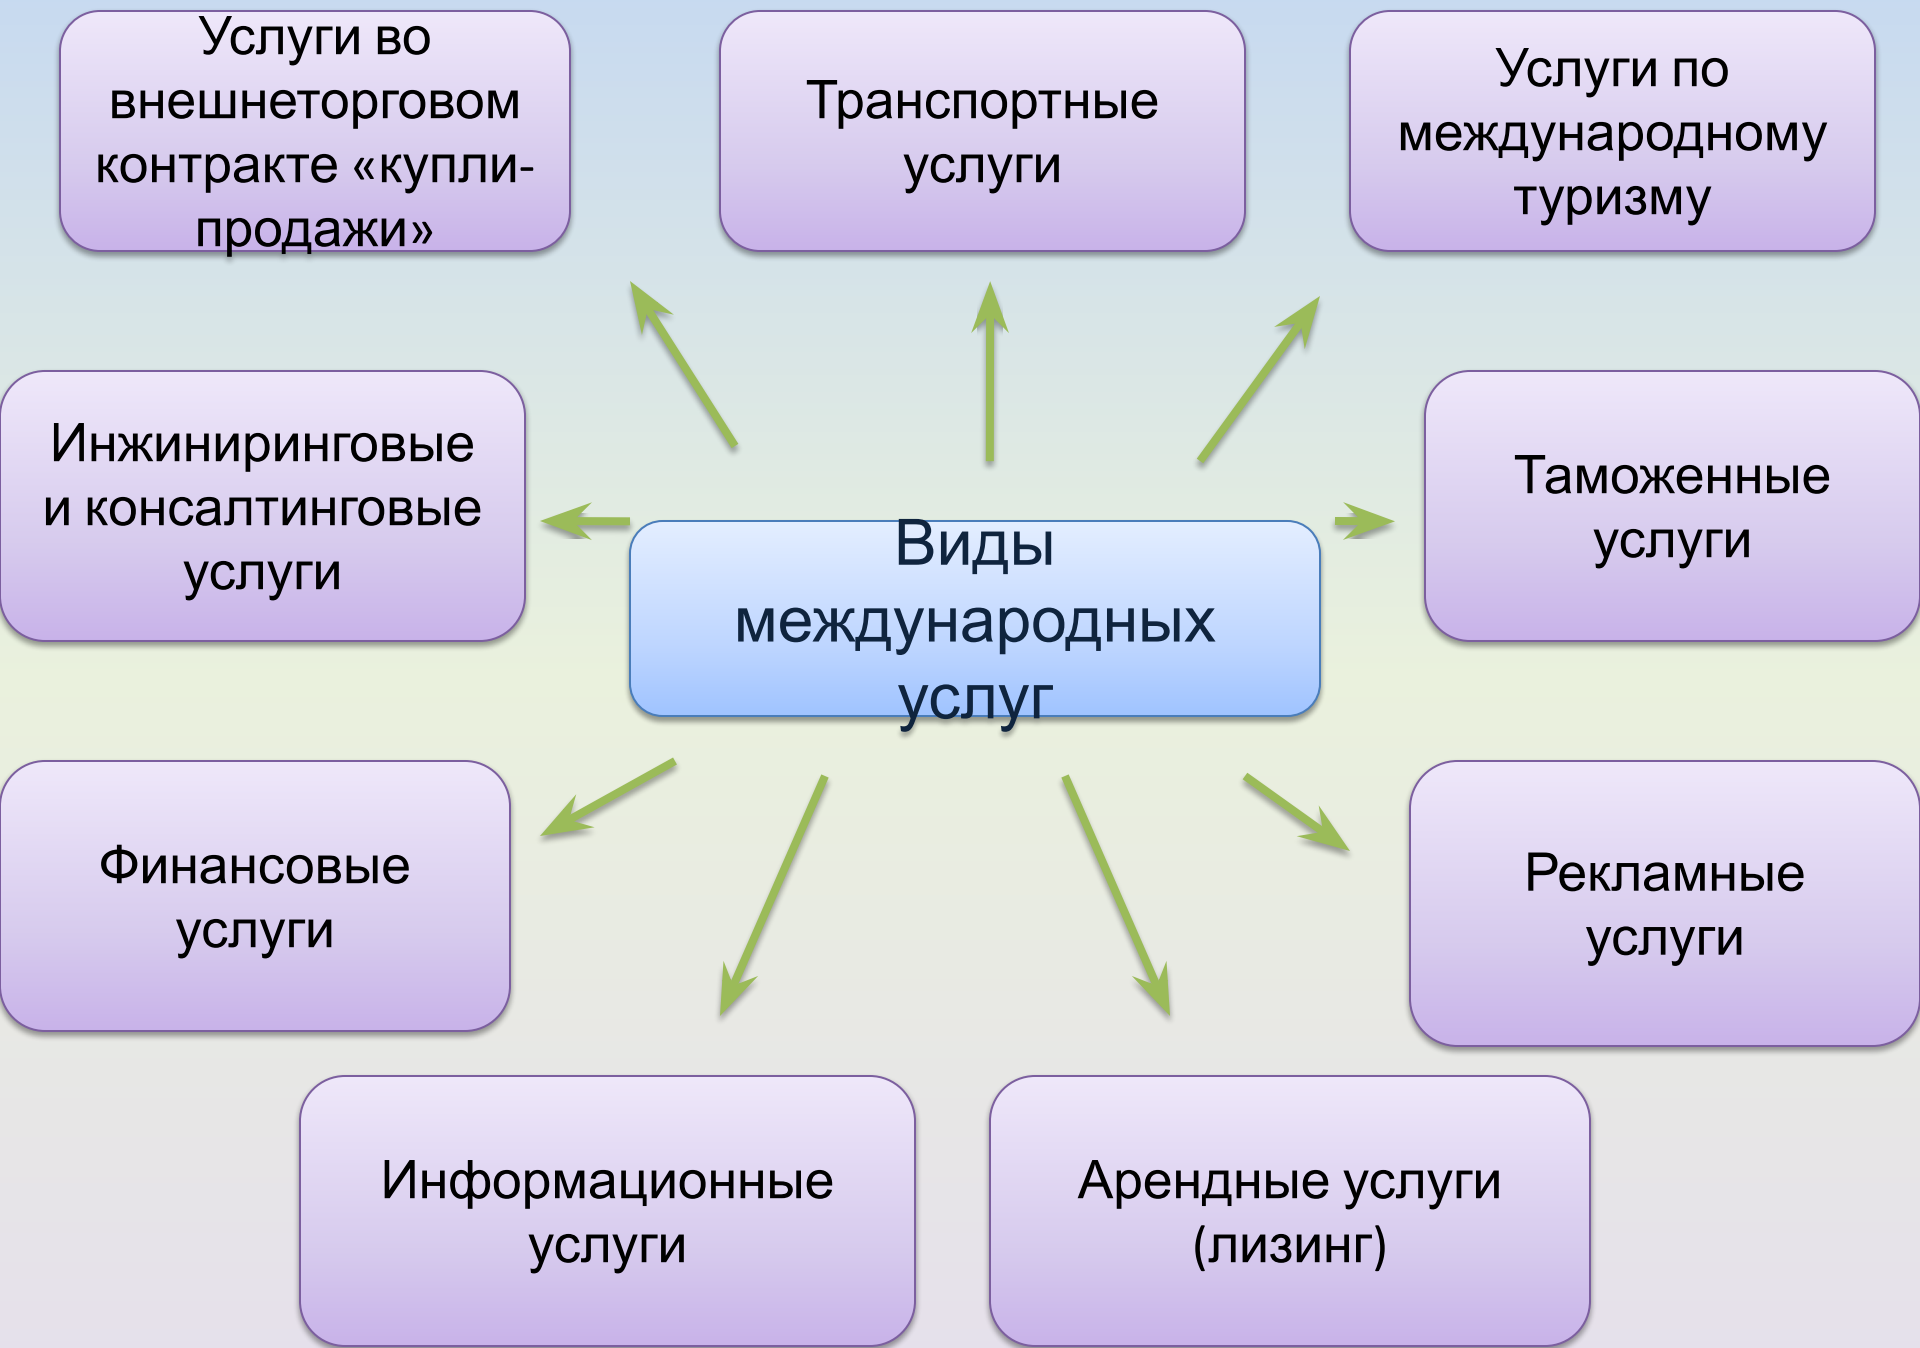 Услуги во
внешнеторговом
контракте «купли-
продажи»
Транспортные
услуги
Услуги по
международному
туризму
Инжиниринговые
и консалтинговые
услуги
Таможенные
услуги
Виды
международных
услуг
Финансовые
услуги
Рекламные
услуги
Информационные
услуги
Арендные услуги
(лизинг)